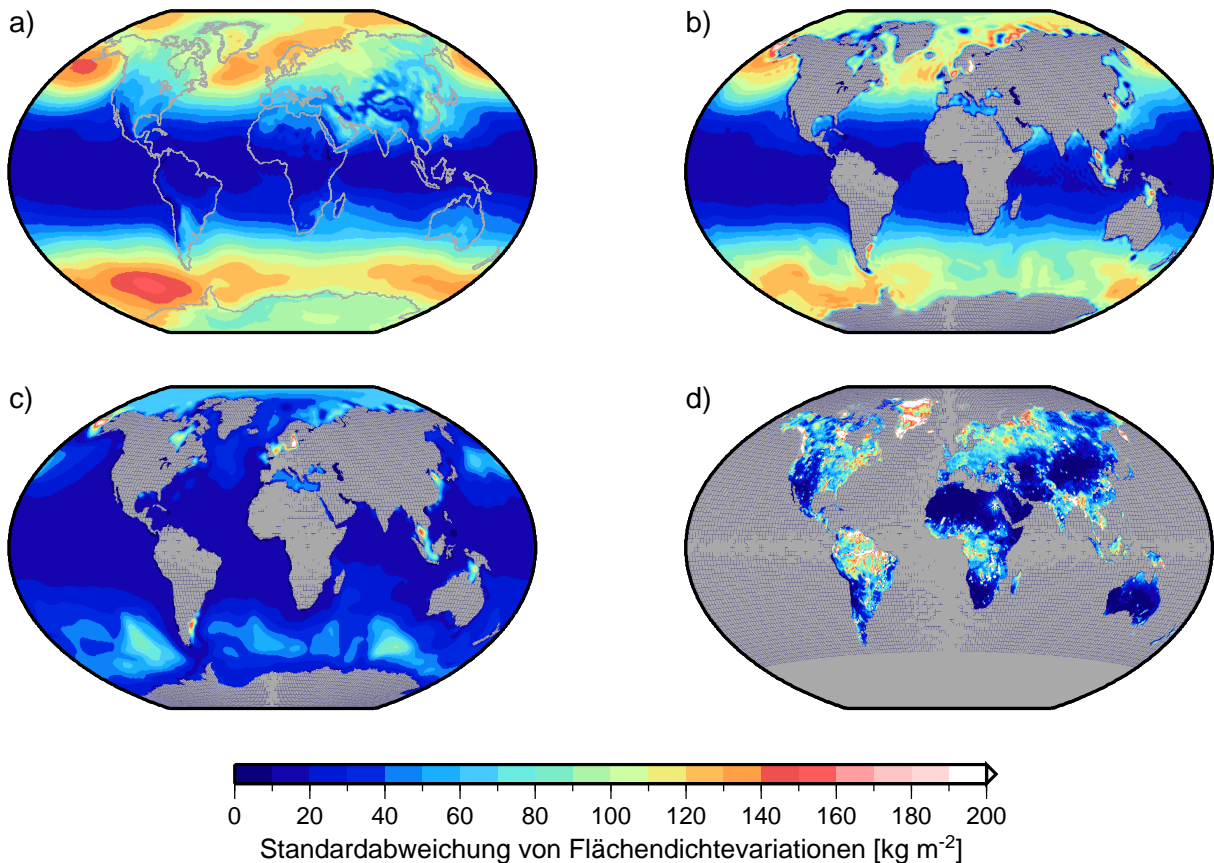 a)
b)
c)
d)
0 20 40 60 80 100 120 140 160 180 200
Standardabweichung von Flächendichtevariationen [kg m⁻²]